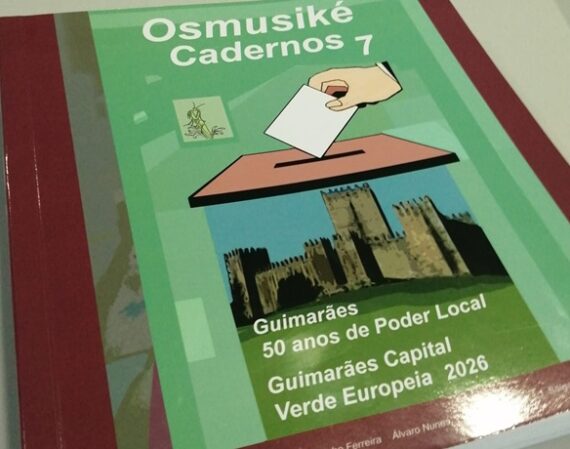 Osmusiké
Cadernos 7
Guimarães
50 anos de Poder Local
Guimarães Capital
Verde Europeia 2026
Ferreira Álvaro Nunes